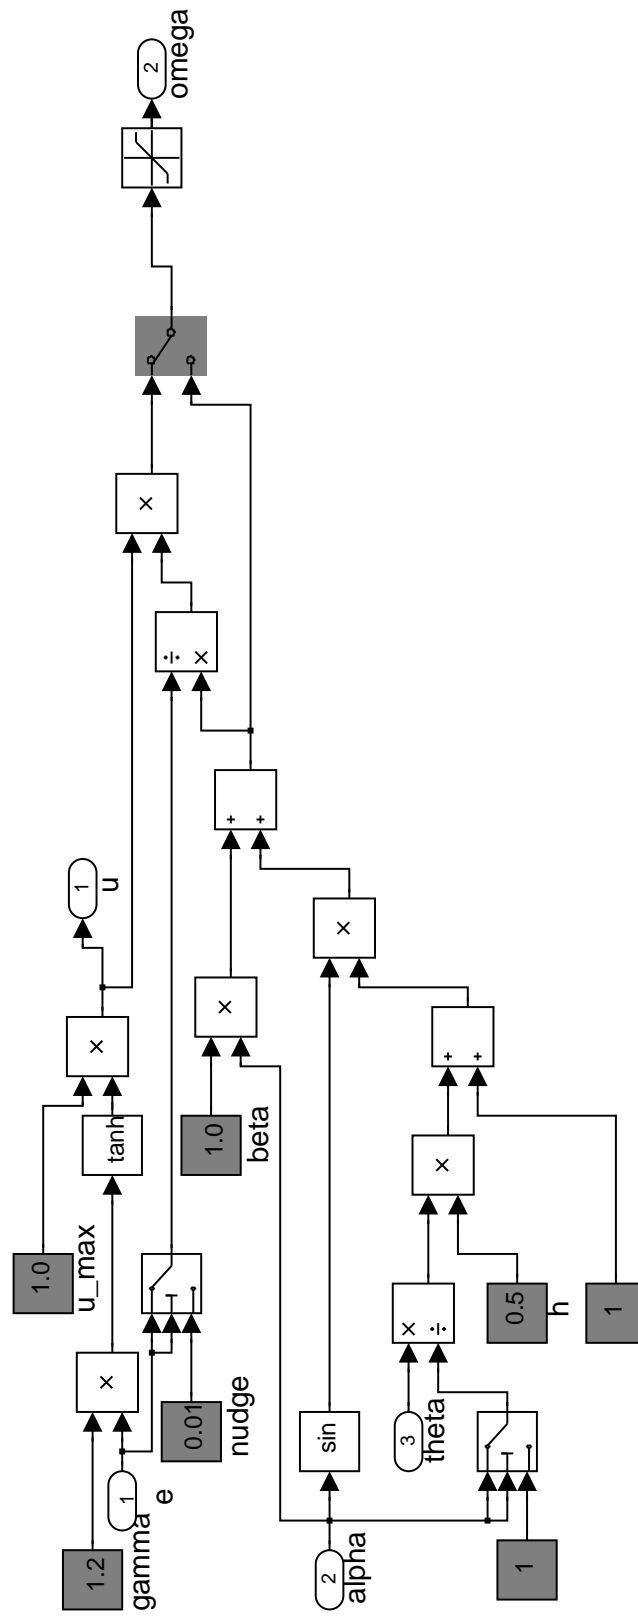 1.0
u_max
1
u
1.2
gamma
×
×
tanh
1
e
2
omega
×
÷
×
0.01
nudge
1.0
beta
×
+
+
sin
×
2
alpha
3
theta
×
÷
×
+
+
0.5
h
1
1